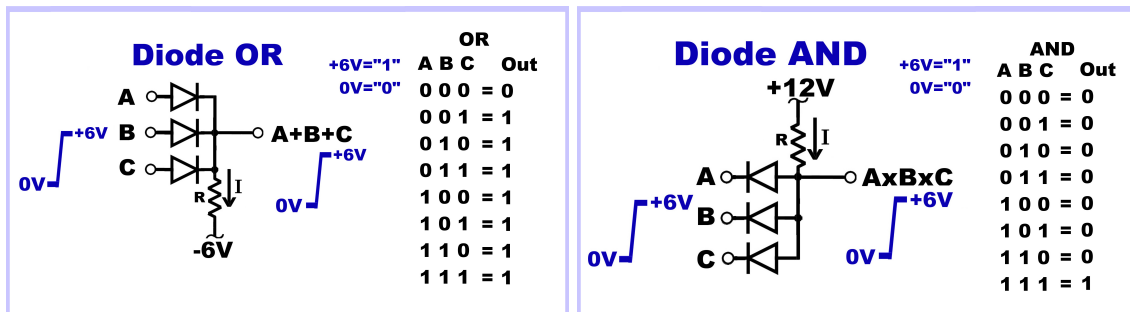 Diode OR
+6V="1"
0V="0"
A
B
C
+6V
0V
A+B+C
+6V
0V
I
R
-6V
OR
A B C Out
0 0 0 = 0
0 0 1 = 1
0 1 0 = 1
0 1 1 = 1
1 0 0 = 1
1 0 1 = 1
1 1 0 = 1
1 1 1 = 1
Diode AND
+6V="1"
0V="0"
+12V
R
I
A
B
C
+6V
0V
AxBxC
+6V
0V
AND
A B C Out
0 0 0 = 0
0 0 1 = 0
0 1 0 = 0
0 1 1 = 0
1 0 0 = 0
1 0 1 = 0
1 1 0 = 0
1 1 1 = 1